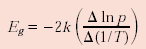 E_g = -2k (Δ ln p / Δ(1/T))